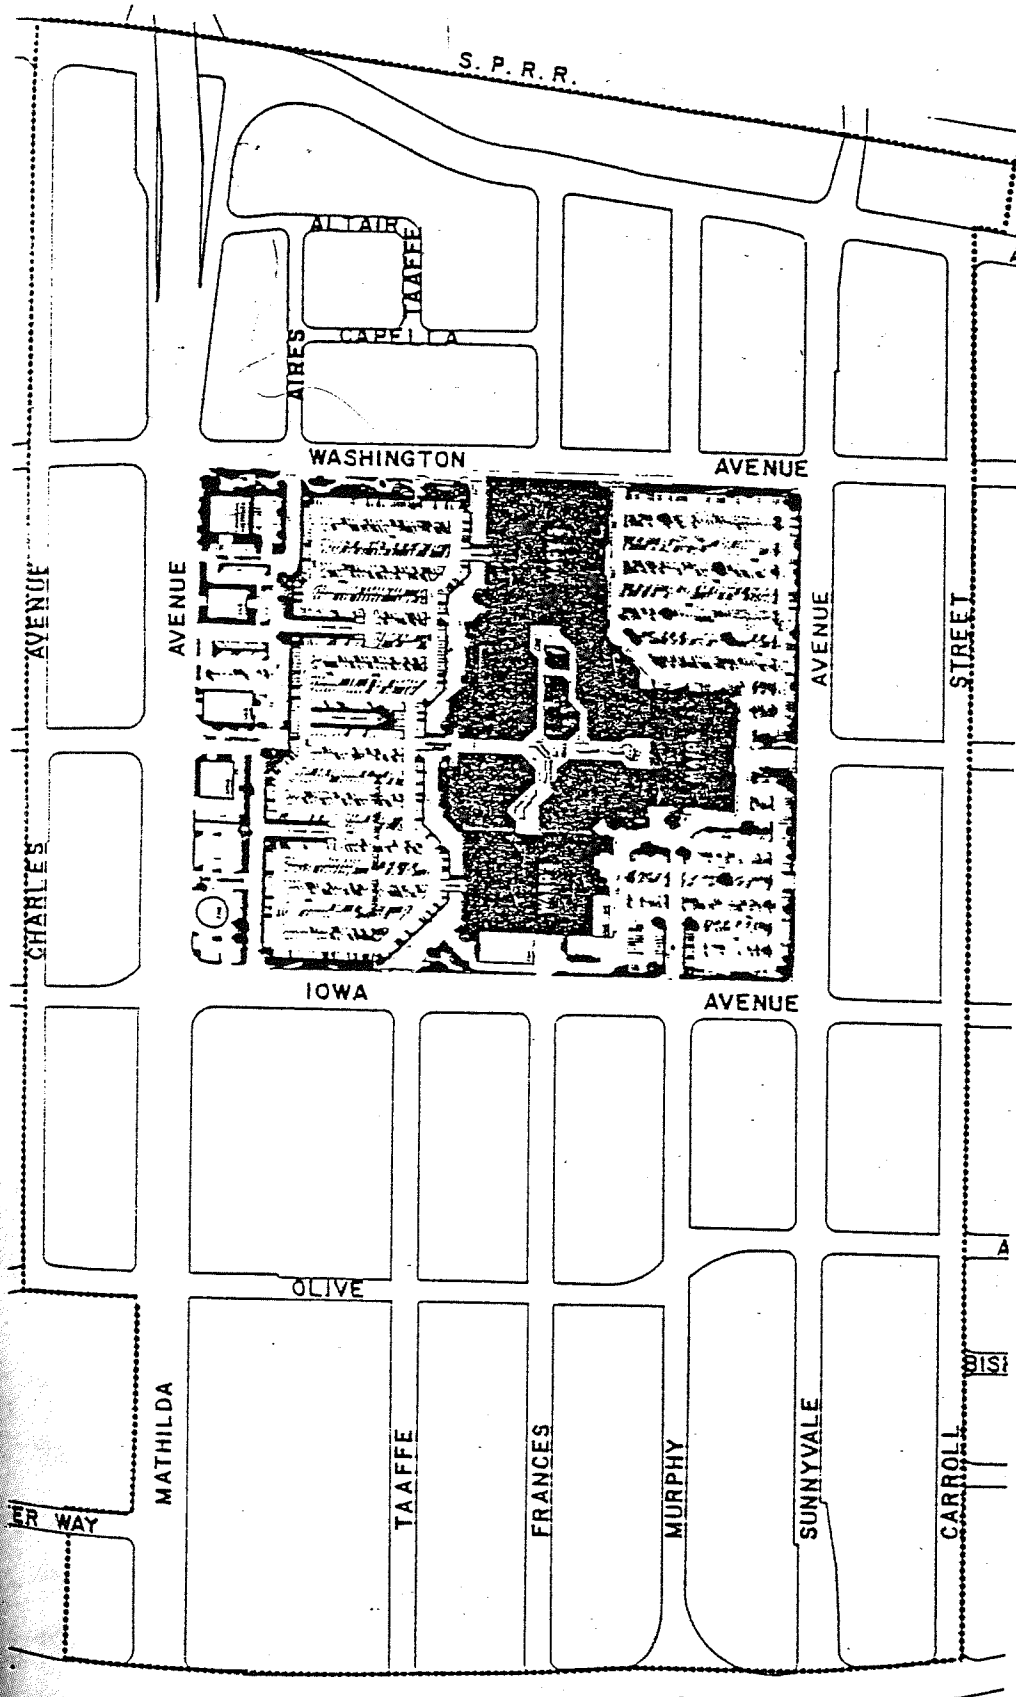 S. P. R. R.
ALTAIR
TAAFFE
CAPELLA
AIRES
WASHINGTON
AVENUE
AVENUE
AVENUE
AVENUE
STREET
CHARLES
IOWA
AVENUE
OLIVE
MATHILDA
TAAFFE
FRANCES
MURPHY
SUNNYVALE
CARROLL
WAY